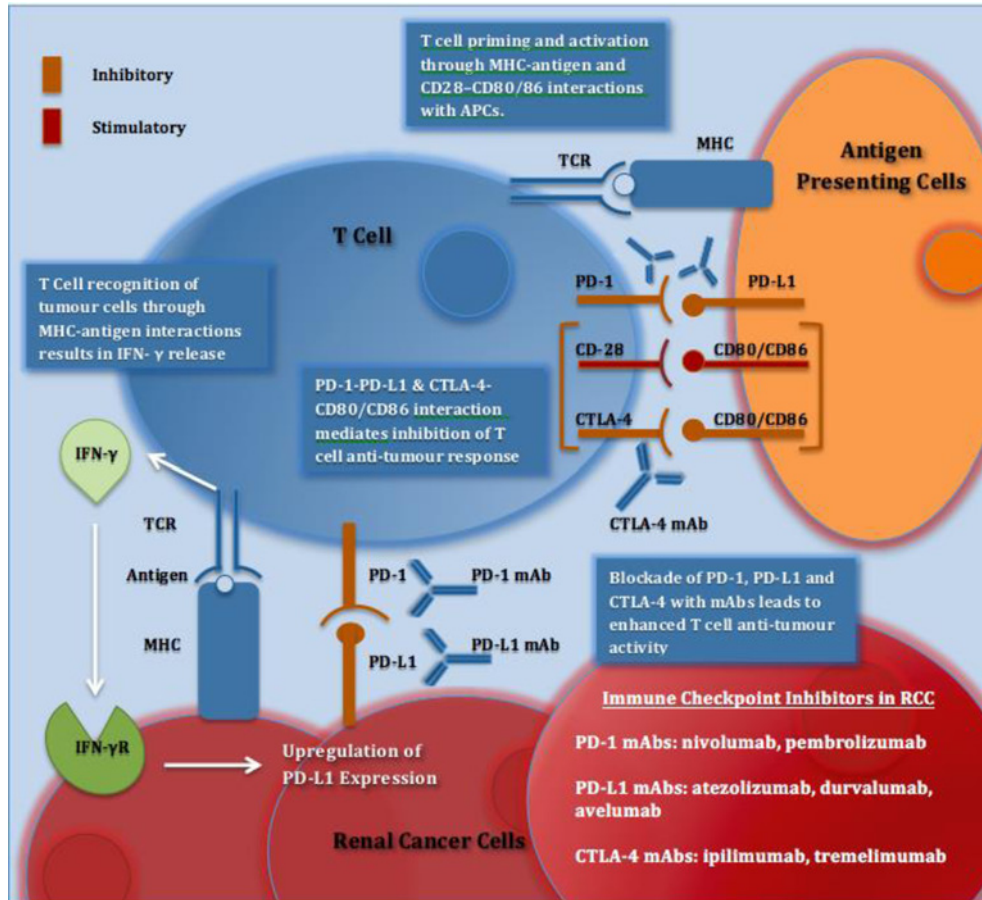 Inhibitory
Stimulatory
T cell priming and activation
through MHC-antigen and
CD28–CD80/86 interactions
with APCs.
TCR
MHC
Antigen
Presenting Cells
T Cell
T Cell recognition of
tumour cells through
MHC-antigen interactions
results in IFN- γ release
PD-1
PD-L1
CD-28
CD80/CD86
CTLA-4
CD80/CD86
CTLA-4 mAb
PD-1-PD-L1 & CTLA-4-
CD80/CD86 interaction
mediates inhibition of T
cell anti-tumour response
IFN-γ
TCR
Antigen
MHC
PD-1
PD-1 mAb
PD-L1
PD-L1 mAb
Blockade of PD-1, PD-L1 and
CTLA-4 with mAbs leads to
enhanced T cell anti-tumour
activity
IFN-γR
Upregulation of
PD-L1 Expression
Renal Cancer Cells
Immune Checkpoint Inhibitors in RCC
PD-1 mAbs: nivolumab, pembrolizumab
PD-L1 mAbs: atezolizumab, durvalumab,
avelumab
CTLA-4 mAbs: ipilimumab, tremelimumab